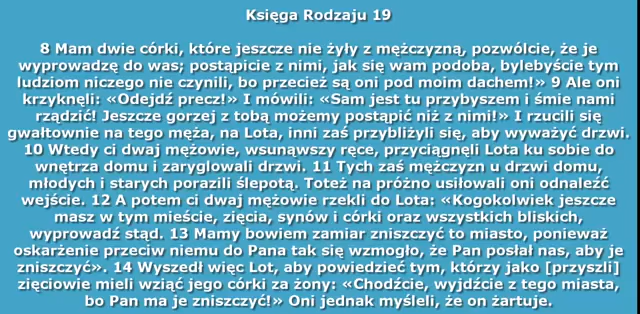 Księga Rodzaju 19
8 Mam dwie córki, które jeszcze nie żyły z mężczyzną, pozwólcie, że je
wyprowadzę do was; postąpicie z nimi, jak się wam podoba, bylebyście tym
ludziom niczego nie czynili, bo przecież są oni pod moim dachem!» 9 Ale oni
krzyknęli: «Odejdź precz!» I mówili: «Sam jest tu przybyszem i śmie nami
rządzić! Jeszcze gorzej z tobą możemy postąpić niż z nimi!» I rzucili się
gwałtownie na tego męża, na Lota, inni zaś przybliżyli się, aby wyważyć drzwi.
10 Wtedy ci dwaj mężowie, wsunąwszy ręce, przyciągnęli Lota ku sobie do
wnętrza domu i zaryglowali drzwi. 11 Tych zaś mężczyzn u drzwi domu,
młodych i starych porazili ślepotą. Toteż na próżno usiłowali oni odnaleźć
wejście. 12 A potem ci dwaj mężowie rzekli do Lota: «Kogokolwiek jeszcze
masz w tym mieście, zięcia, synów i córki oraz wszystkich bliskich,
wyprowadź stąd. 13 Mamy bowiem zamiar zniszczyć to miasto, ponieważ
oskarżenie przeciw niemu do Pana tak się wzmogło, że Pan posłał nas, aby je
zniszczyć». 14 Wyszedł więc Lot, aby powiedzieć tym, którzy jako [przyszli]
zięciowie mieli wziąć jego córki za żony: «Chodźcie, wyjdźcie z tego miasta,
bo Pan ma je zniszczyć!» Oni jednak myśleli, że on żartuje.